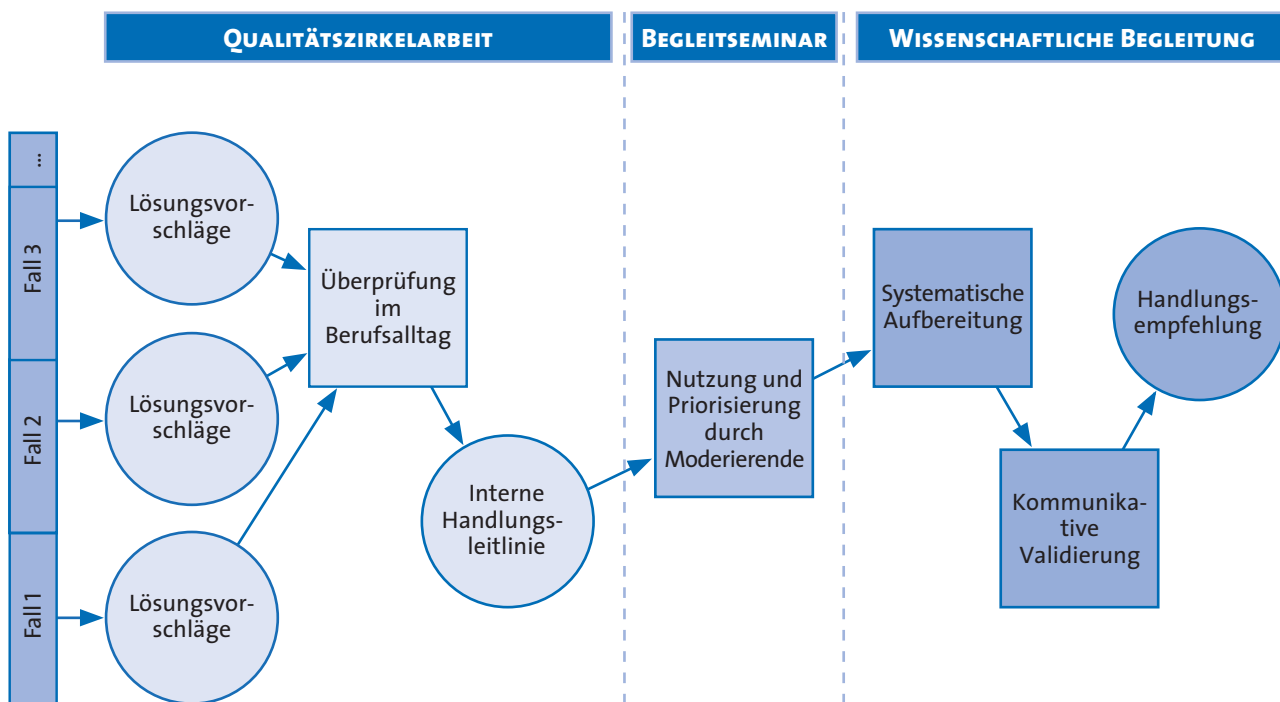 QUALITÄTSZIRKELARBEIT
BEGLEITSEMINAR
WISSENSCHAFTLICHE BEGLEITUNG
...
Fall 3
Fall 2
Fall 1
Lösungsvor-
schläge
Lösungsvor-
schläge
Lösungsvor-
schläge
Überprüfung
im
Berufsalltag
Interne
Handlungs-
leitlinie
Nutzung und
Priorisierung
durch
Moderierende
Systematische
Aufbereitung
Kommunika-
tive
Validierung
Handlungs-
empfehlung